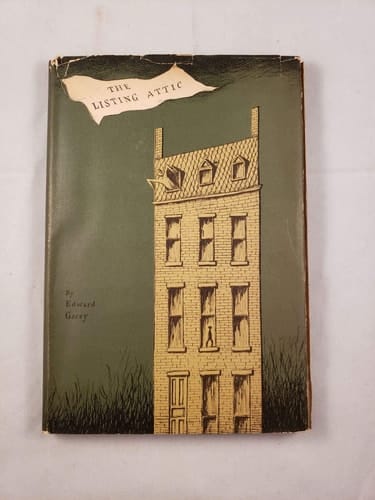 THE
LISTING ATTIC
By
Edward
Gorey